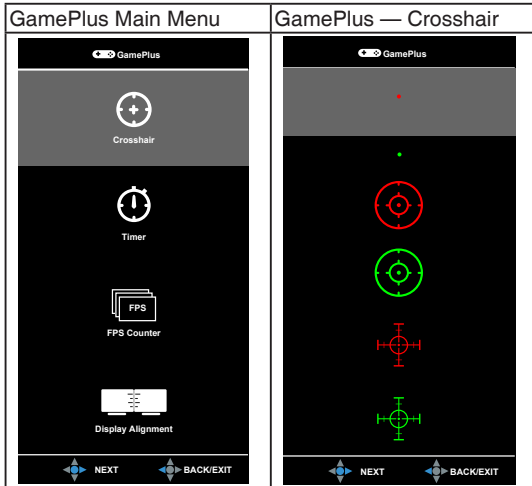 GamePlus Main Menu
GamePlus — Crosshair
GamePlus
Crosshair
Timer
FPS
FPS Counter
Display Alignment
NEXT BACK/EXIT
GamePlus
NEXT BACK/EXIT